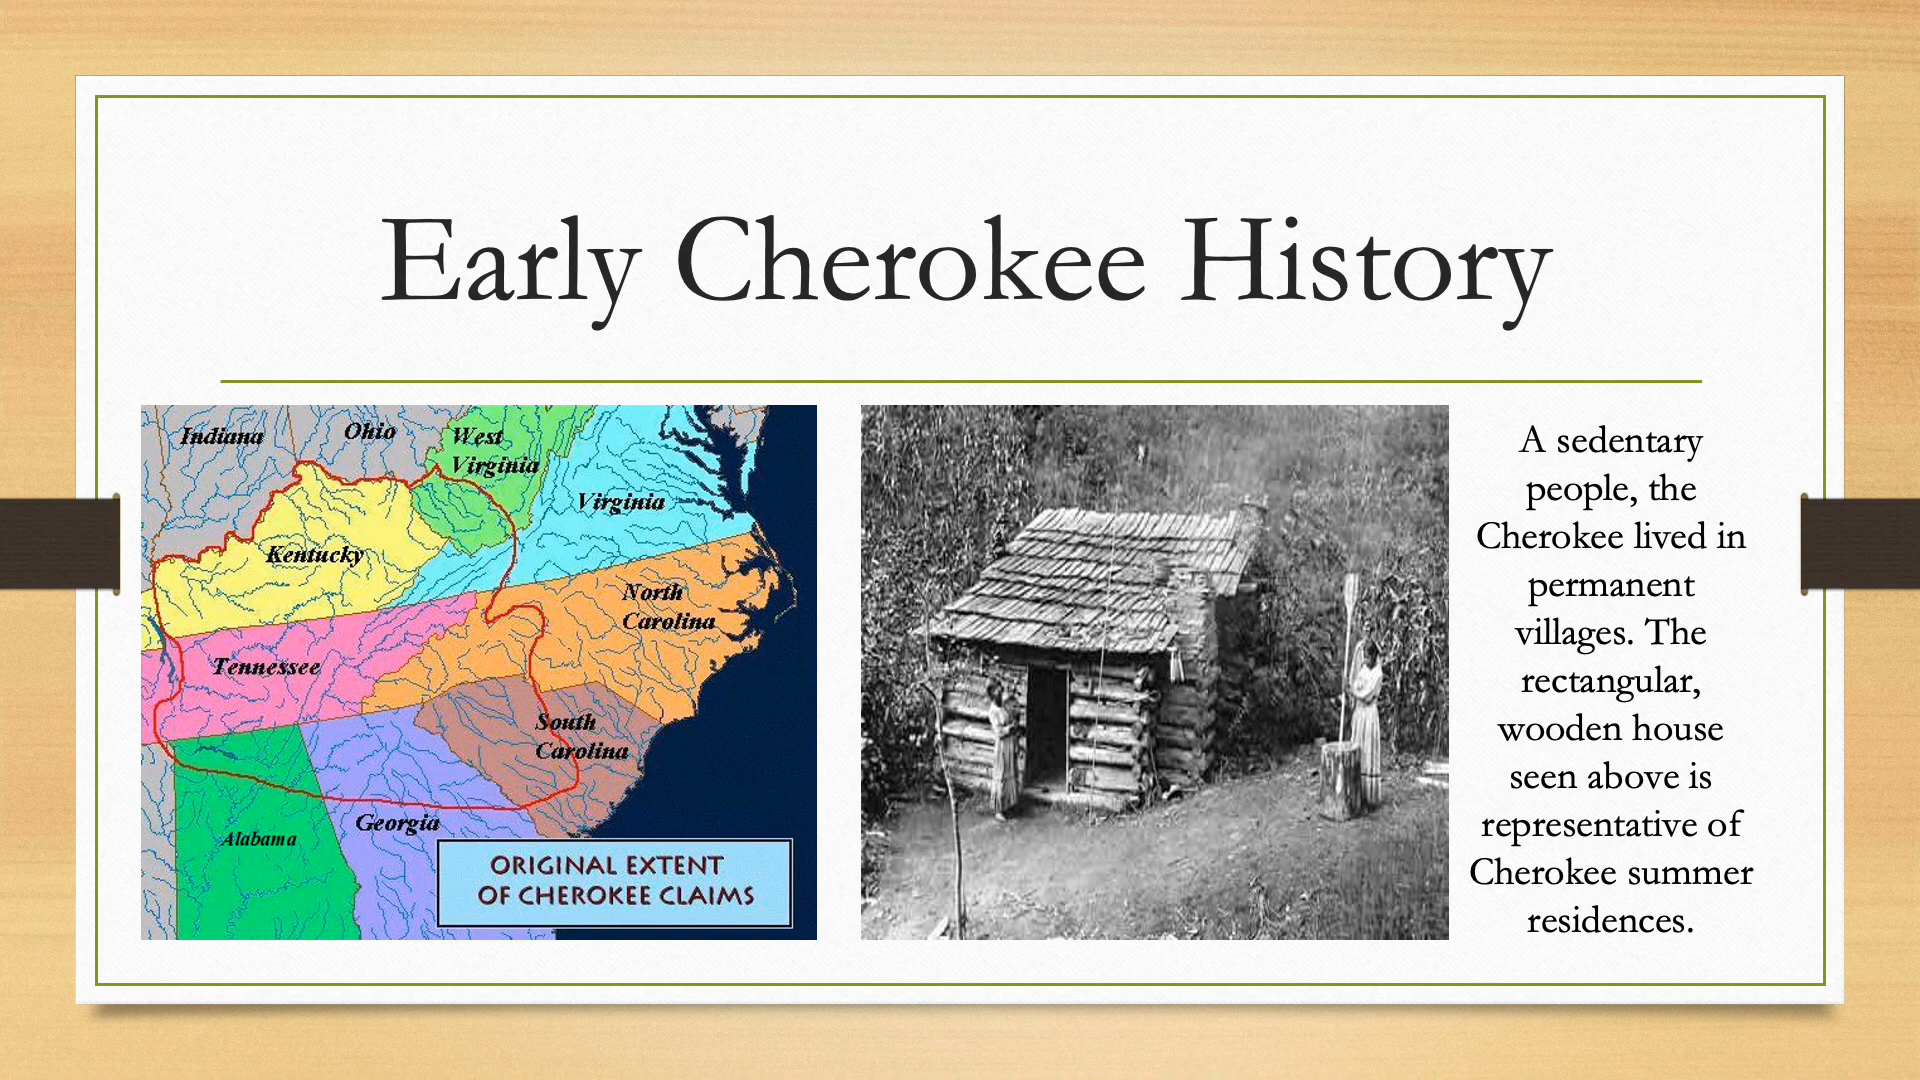 Early Cherokee History
Indiana
Ohio
West
Virginia
Virginia
Kentucky
North
Carolina
Tennessee
South
Carolina
Georgia
Alabama
ORIGINAL EXTENT
OF CHEROKEE CLAIMS
A sedentary
people, the
Cherokee lived in
permanent
villages. The
rectangular,
wooden house
seen above is
representative of
Cherokee summer
residences.